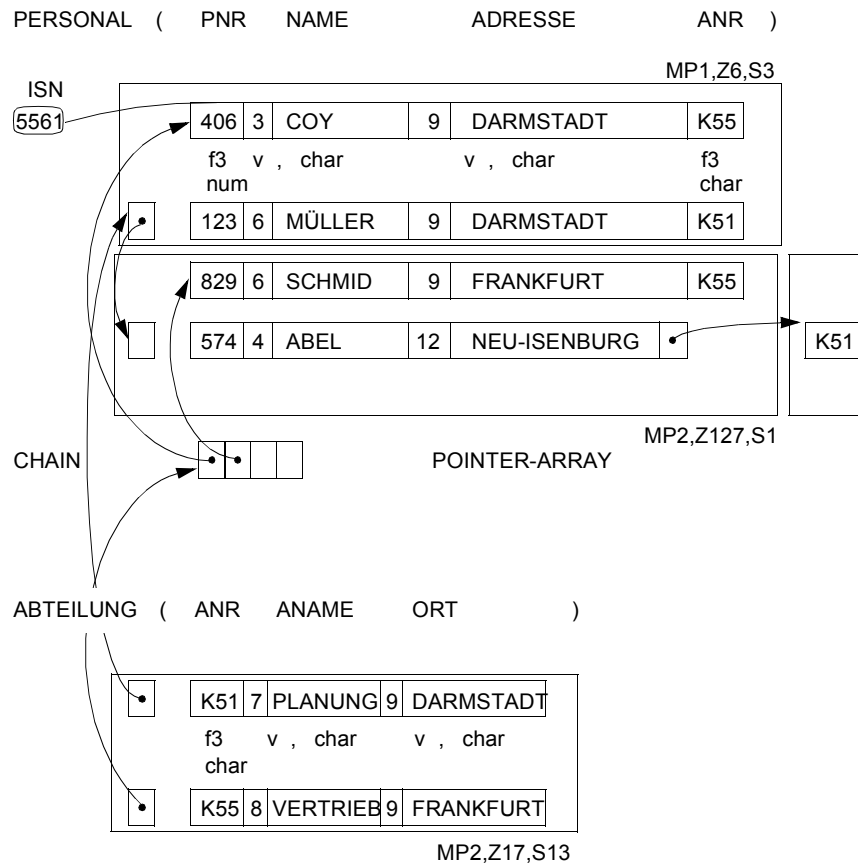 PERSONAL ( PNR NAME ADRESSE ANR )
MP1,Z6,S3
ISN
5561
406 3 COY 9 DARMSTADT K55
f3 v , char v , char f3
num char
123 6 MÜLLER 9 DARMSTADT K51
829 6 SCHMID 9 FRANKFURT K55
574 4 ABEL 12 NEU-ISENBURG K51
MP2,Z127,S1
CHAIN POINTER-ARRAY
ABTEILUNG ( ANR ANAME ORT )
K51 7 PLANUNG 9 DARMSTADT
f3 v , char v , char
char
K55 8 VERTRIEB 9 FRANKFURT
MP2,Z17,S13